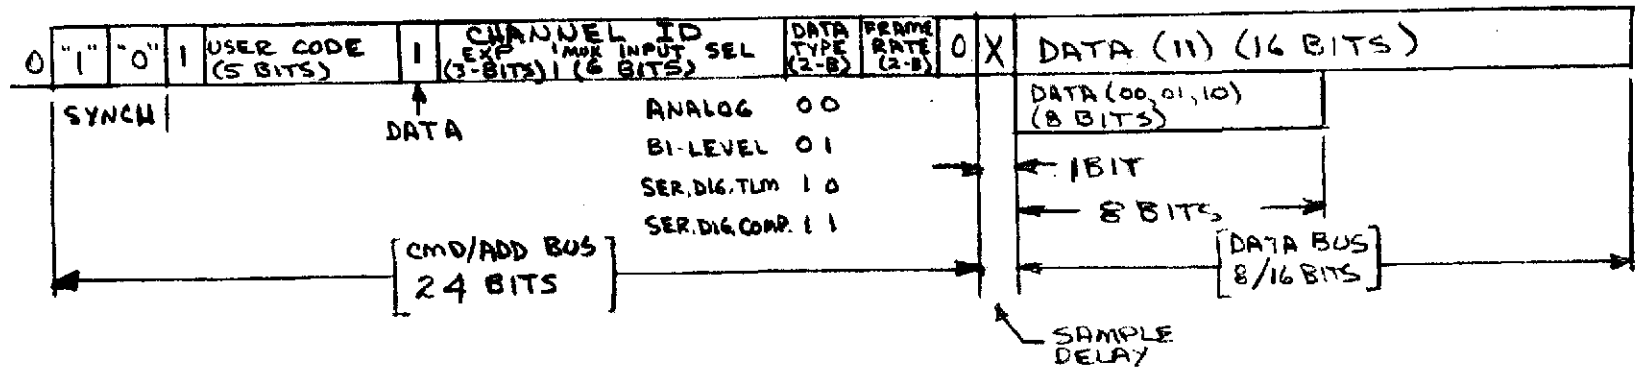 0 "1" "0" 1 USER CODE (5 BITS) 1 CHANNEL ID EXP (3-BITS) MUX INPUT SEL (6 BITS) DATA TYPE (2-B) FRAME RATE (2-B) 0 X DATA (11) (16 BITS)
SYNCH
DATA
DATA (00,01,10)
(8 BITS)
ANALOG 00
BI-LEVEL 01
SER.DIG.TLM 10
SER.DIG.COMP. 11
1 BIT
8 BITS
CMD/ADD BUS
24 BITS
DATA BUS
8/16 BITS
SAMPLE
DELAY